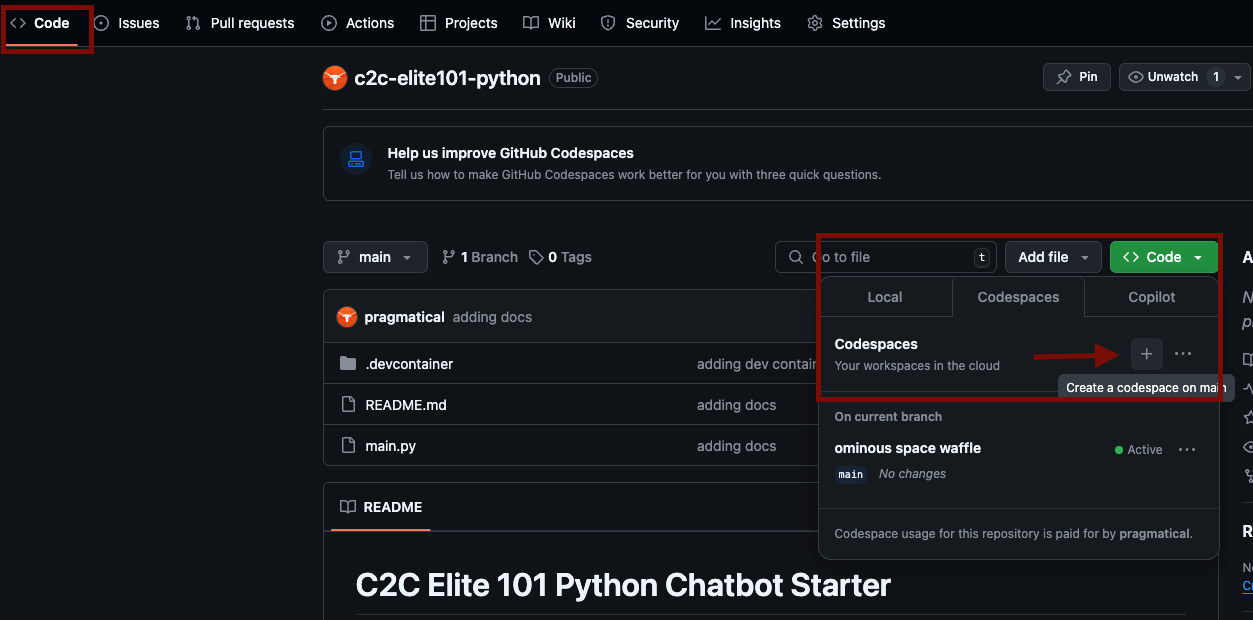 Code Issues Pull requests Actions Projects Wiki Security Insights Settings
c2c-elite101-python Public Pin Unwatch 1
Help us improve GitHub Codespaces
Tell us how to make GitHub Codespaces work better for you with three quick questions.
main 1 Branch 0 Tags Go to file t Add file Code
Local Codespaces Copilot
pragmatical adding docs
Codespaces
Your workspaces in the cloud
.devcontainer adding dev contain
Create a codespace on main
README.md adding docs
On current branch
main.py adding docs
ominous space waffle Active
main No changes
README
Codespace usage for this repository is paid for by pragmatical.
C2C Elite 101 Python Chatbot Starter